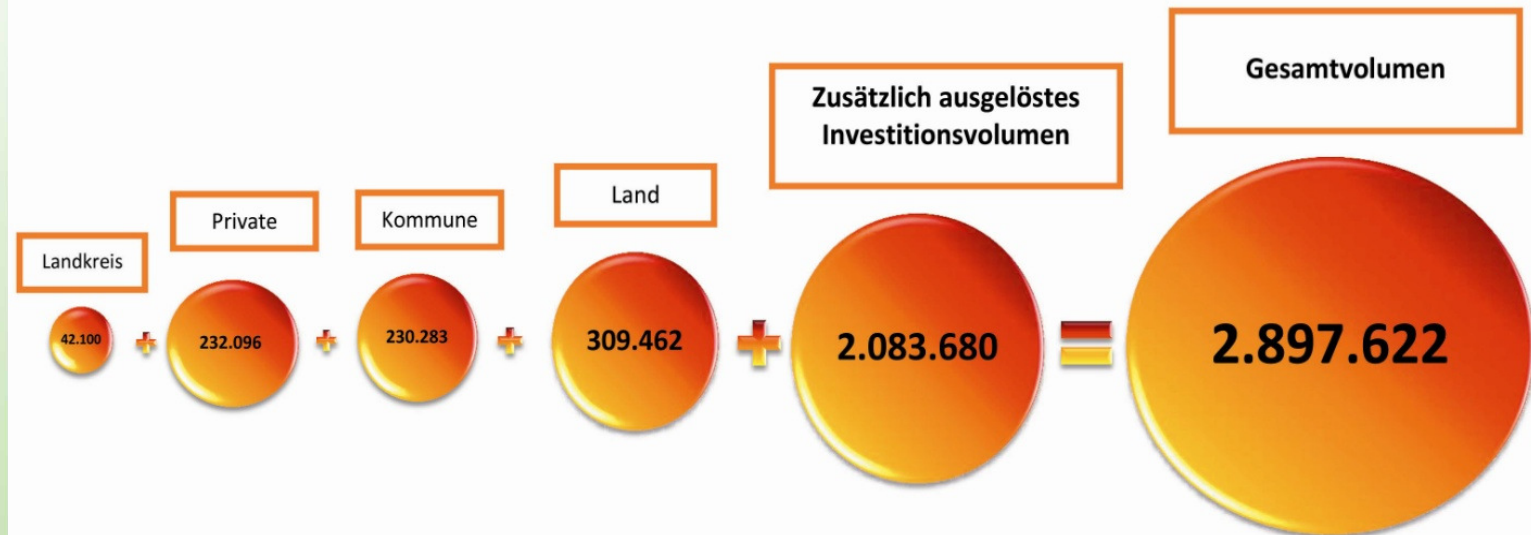 Landkreis
Private
Kommune
Land
Zusätzlich ausgelöstes
Investitionsvolumen
Gesamtvolumen
42.100 + 232.096 + 230.283 + 309.462 + 2.083.680 = 2.897.622